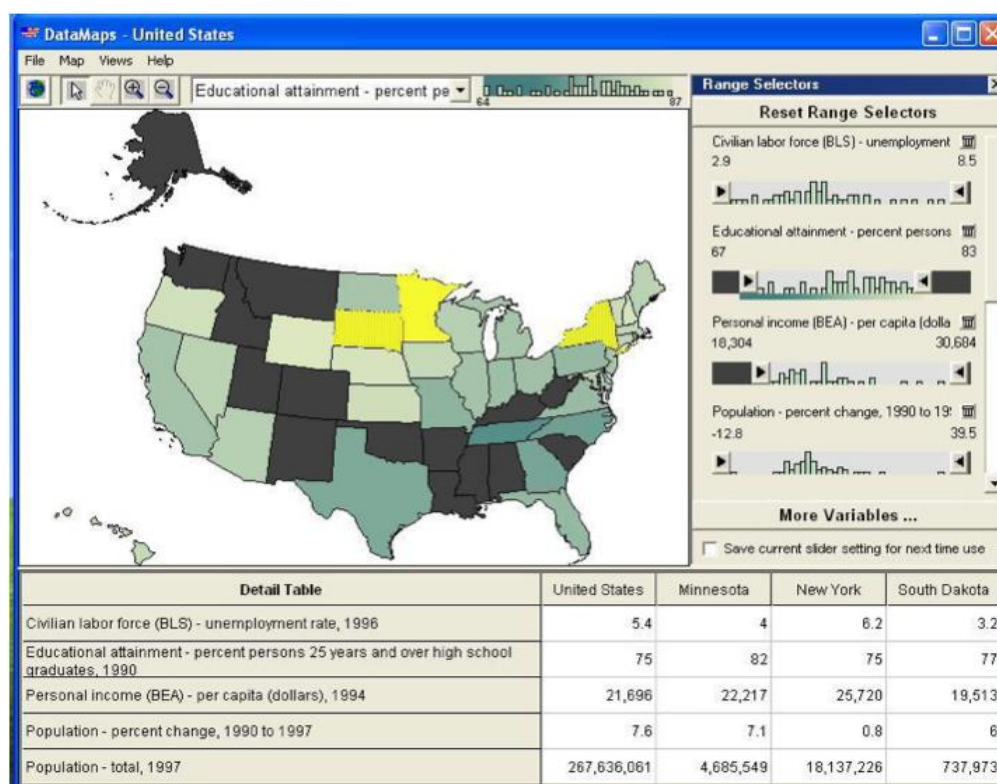 DataMaps - United States
File Map Views Help
Educational attainment - percent pe
64 87
Range Selectors
Reset Range Selectors
Civilian labor force (BLS) - unemployment
2.9 8.5
Educational attainment - percent persons
67 83
Personal income (BEA) - per capita (dolla
18,304 30,684
Population - percent change, 1990 to 19
-12.8 39.5
More Variables ...
Save current slider setting for next time use
Detail Table United States Minnesota New York South Dakota
Civilian labor force (BLS) - unemployment rate, 1996 5.4 4 6.2 3.2
Educational attainment - percent persons 25 years and over high school
graduates, 1990 75 82 75 77
Personal income (BEA) - per capita (dollars), 1994 21,696 22,217 25,720 19,513
Population - percent change, 1990 to 1997 7.6 7.1 0.8 6
Population - total, 1997 267,636,061 4,685,549 18,137,226 737,973